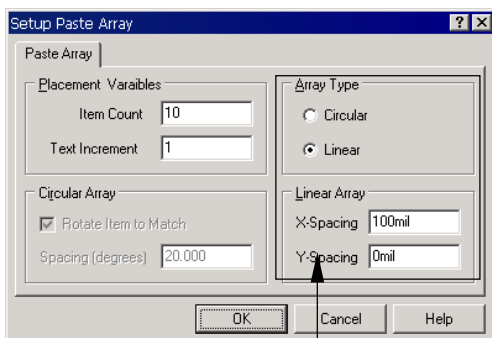 Setup Paste Array
Paste Array
Placement Varaibles
Item Count 10
Text Increment 1
Array Type
Circular
Linear
Circular Array
Rotate Item to Match
Spacing (degrees) 20.000
Linear Array
X-Spacing 100mil
Y-Spacing 0mil
OK Cancel Help